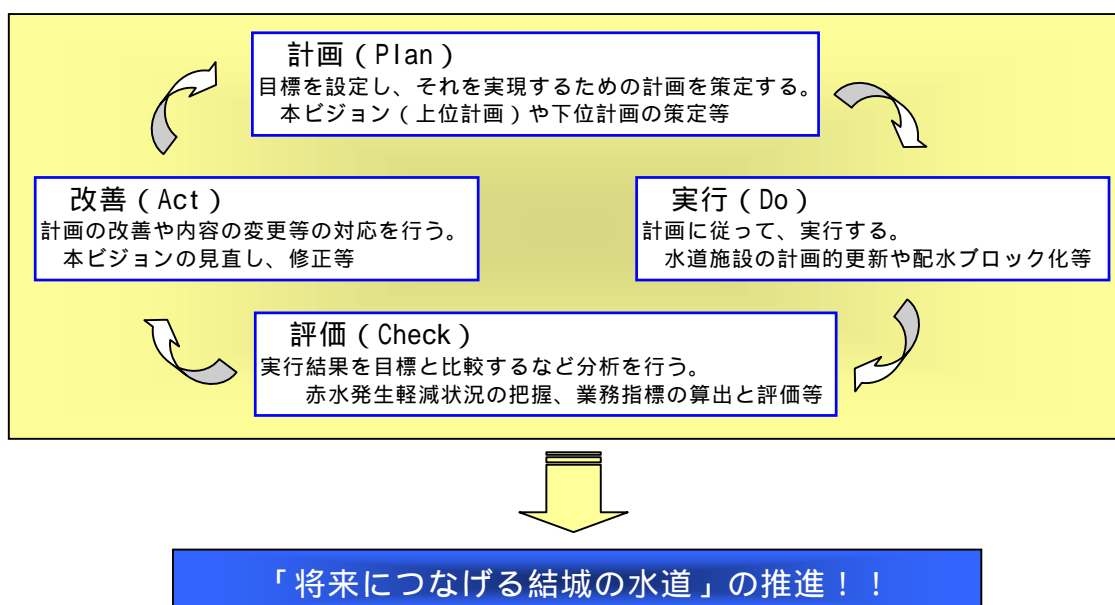 計画(Plan)
目標を設定し、それを実現するための計画を策定する。
本ビジョン(上位計画)や下位計画の策定等
改善(Act)
計画の改善や内容の変更等の対応を行う。
本ビジョンの見直し、修正等
実行(Do)
計画に従って、実行する。
水道施設の計画的更新や配水ブロック化等
評価(Check)
実行結果を目標と比較するなど分析を行う。
赤水発生軽減状況の把握、業務指標の算出と評価等
「将来につなげる結城の水道」の推進!!